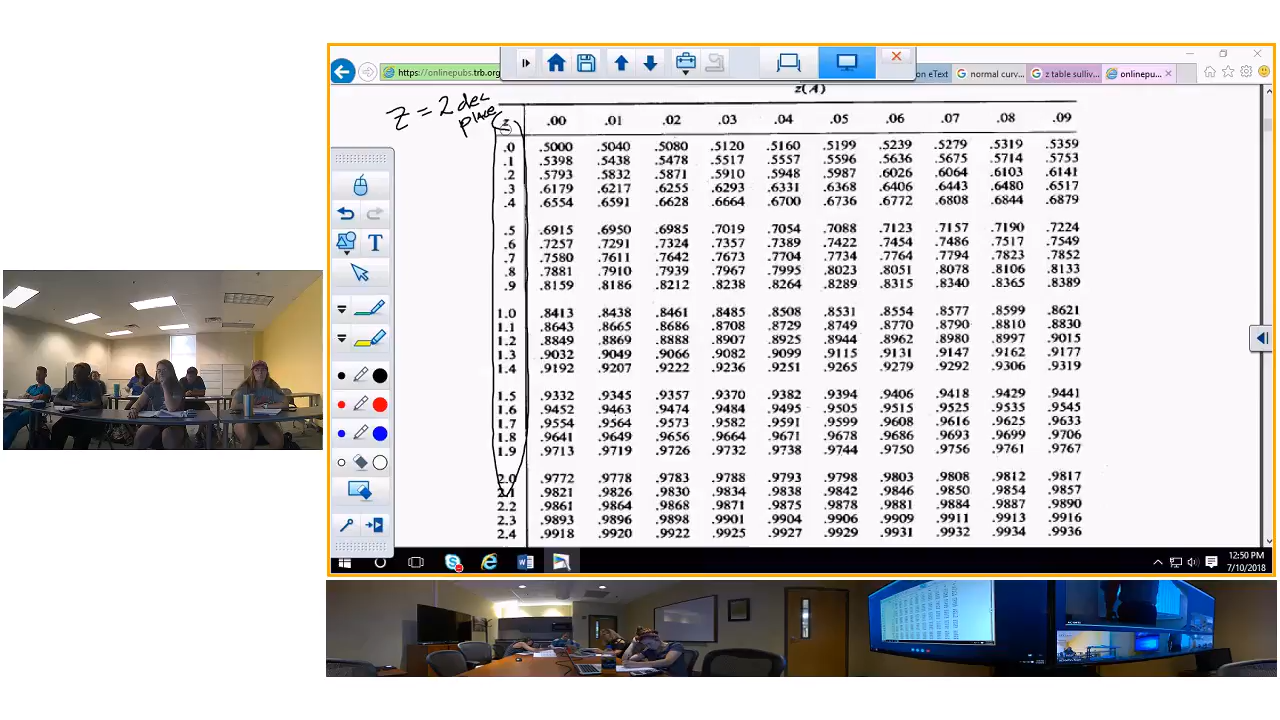 https://onlinepubs.trb.org
on eText
normal curv...
z table sulliv...
onlinepu...
z(A)
Z = 2 dec
place
z .00 .01 .02 .03 .04 .05 .06 .07 .08 .09
.0 .5000 .5040 .5080 .5120 .5160 .5199 .5239 .5279 .5319 .5359
.1 .5398 .5438 .5478 .5517 .5557 .5596 .5636 .5675 .5714 .5753
.2 .5793 .5832 .5871 .5910 .5948 .5987 .6026 .6064 .6103 .6141
.3 .6179 .6217 .6255 .6293 .6331 .6368 .6406 .6443 .6480 .6517
.4 .6554 .6591 .6628 .6664 .6700 .6736 .6772 .6808 .6844 .6879
.5 .6915 .6950 .6985 .7019 .7054 .7088 .7123 .7157 .7190 .7224
.6 .7257 .7291 .7324 .7357 .7389 .7422 .7454 .7486 .7517 .7549
.7 .7580 .7611 .7642 .7673 .7704 .7734 .7764 .7794 .7823 .7852
.8 .7881 .7910 .7939 .7967 .7995 .8023 .8051 .8078 .8106 .8133
.9 .8159 .8186 .8212 .8238 .8264 .8289 .8315 .8340 .8365 .8389
1.0 .8413 .8438 .8461 .8485 .8508 .8531 .8554 .8577 .8599 .8621
1.1 .8643 .8665 .8686 .8708 .8729 .8749 .8770 .8790 .8810 .8830
1.2 .8849 .8869 .8888 .8907 .8925 .8944 .8962 .8980 .8997 .9015
1.3 .9032 .9049 .9066 .9082 .9099 .9115 .9131 .9147 .9162 .9177
1.4 .9192 .9207 .9222 .9236 .9251 .9265 .9279 .9292 .9306 .9319
1.5 .9332 .9345 .9357 .9370 .9382 .9394 .9406 .9418 .9429 .9441
1.6 .9452 .9463 .9474 .9484 .9495 .9505 .9515 .9525 .9535 .9545
1.7 .9554 .9564 .9573 .9582 .9591 .9599 .9608 .9616 .9625 .9633
1.8 .9641 .9649 .9656 .9664 .9671 .9678 .9686 .9693 .9699 .9706
1.9 .9713 .9719 .9726 .9732 .9738 .9744 .9750 .9756 .9761 .9767
2.0 .9772 .9778 .9783 .9788 .9793 .9798 .9803 .9808 .9812 .9817
2.1 .9821 .9826 .9830 .9834 .9838 .9842 .9846 .9850 .9854 .9857
2.2 .9861 .9864 .9868 .9871 .9875 .9878 .9881 .9884 .9887 .9890
2.3 .9893 .9896 .9898 .9901 .9904 .9906 .9909 .9911 .9913 .9916
2.4 .9918 .9920 .9922 .9925 .9927 .9929 .9931 .9932 .9934 .9936
T
12:50 PM
7/10/2018